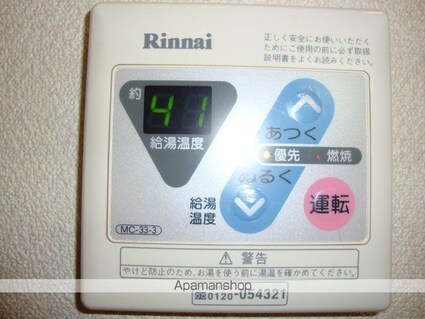 Rinnai
正しく安全にお使いいただく
ためにご使用の前に必ず取扱
説明書をよくお読みください。
約
41
給湯温度
あつく
優先
燃焼
ぬるく
給湯
温度
運転
MC-33-3
⚠警告
やけど防止のため、お湯を使う前に湯温を確かめてください。
Apamanshop
0120-054321